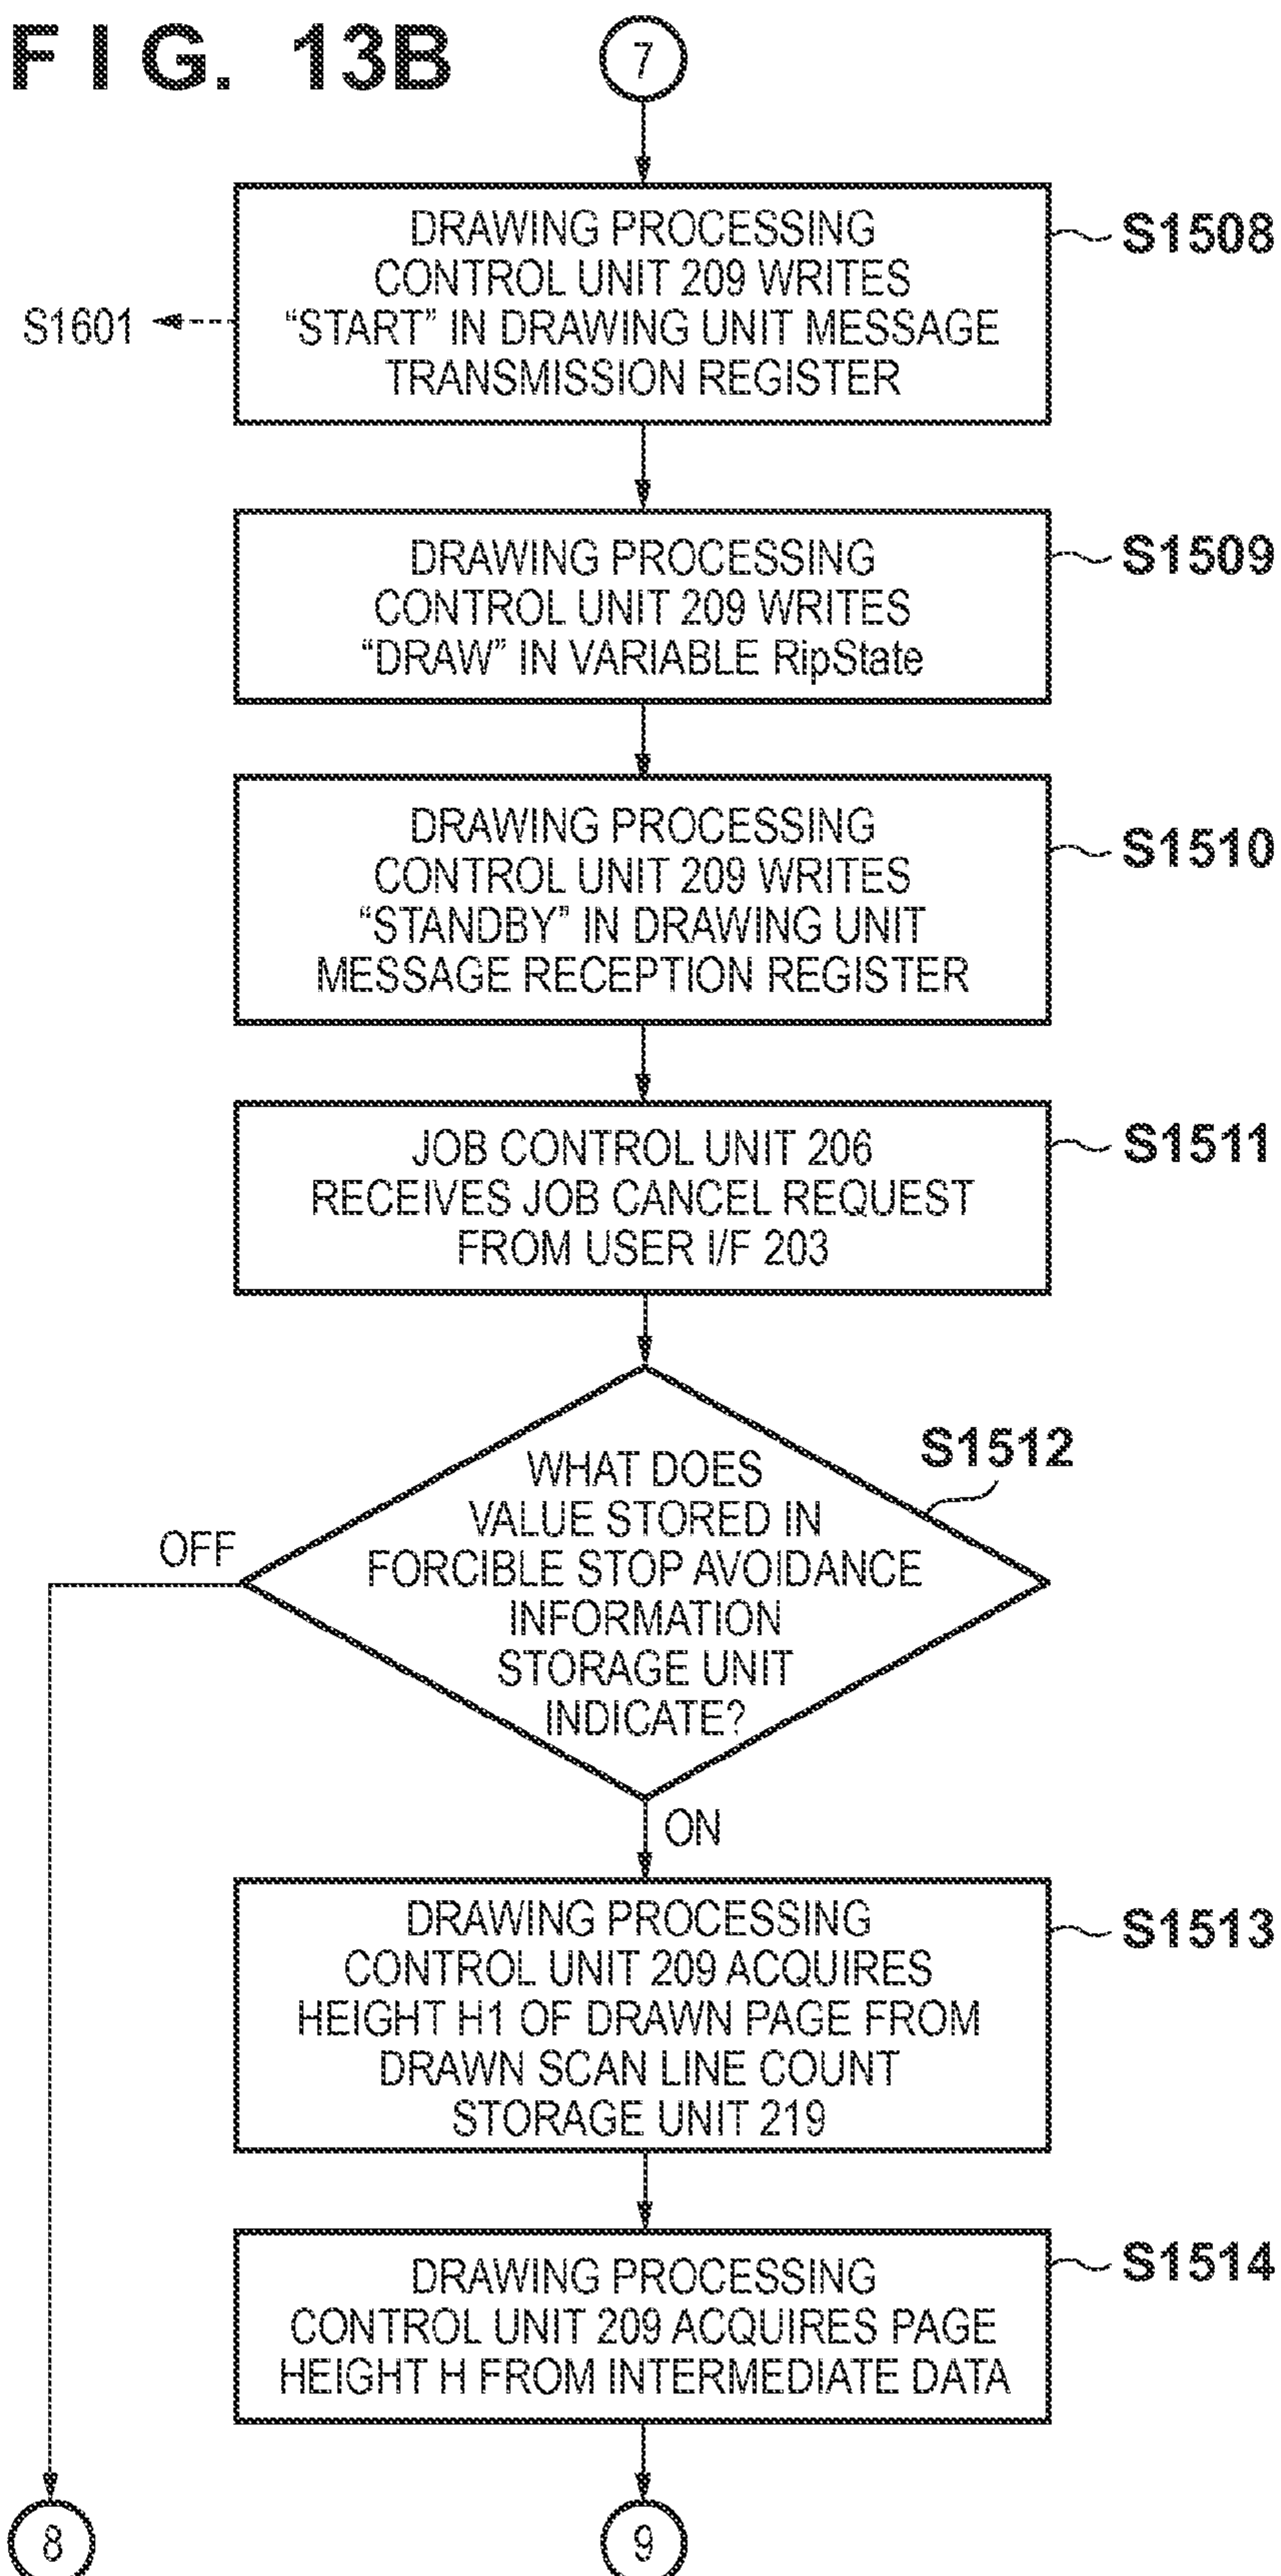 FIG. 13B
7
DRAWING PROCESSING
CONTROL UNIT 209 WRITES
“START” IN DRAWING UNIT MESSAGE
TRANSMISSION REGISTER
S1508
S1601
DRAWING PROCESSING
CONTROL UNIT 209 WRITES
“DRAW” IN VARIABLE RipState
S1509
DRAWING PROCESSING
CONTROL UNIT 209 WRITES
“STANDBY” IN DRAWING UNIT
MESSAGE RECEPTION REGISTER
S1510
JOB CONTROL UNIT 206
RECEIVES JOB CANCEL REQUEST
FROM USER I/F 203
S1511
WHAT DOES
VALUE STORED IN
FORCIBLE STOP AVOIDANCE
INFORMATION
STORAGE UNIT
INDICATE?
S1512
OFF
ON
DRAWING PROCESSING
CONTROL UNIT 209 ACQUIRES
HEIGHT H1 OF DRAWN PAGE FROM
DRAWN SCAN LINE COUNT
STORAGE UNIT 219
S1513
DRAWING PROCESSING
CONTROL UNIT 209 ACQUIRES PAGE
HEIGHT H FROM INTERMEDIATE DATA
S1514
8
9